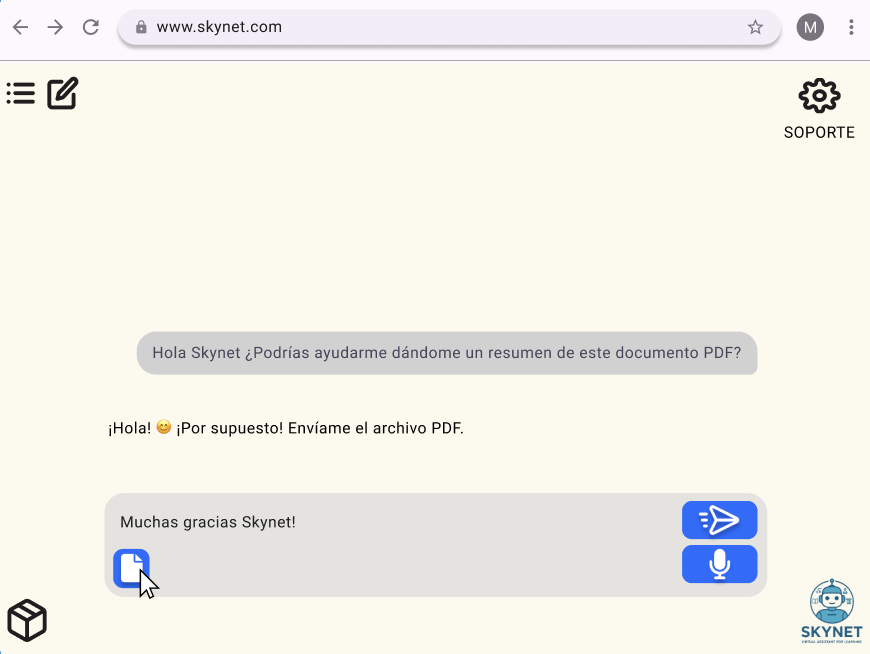 www.skynet.com
M
SOPORTE
Hola Skynet ¿Podrías ayudarme dándome un resumen de este documento PDF?
¡Hola! 😊 ¡Por supuesto! Envíame el archivo PDF.
Muchas gracias Skynet!
SKYNET
VIRTUAL ASSISTANT FOR LEARNING